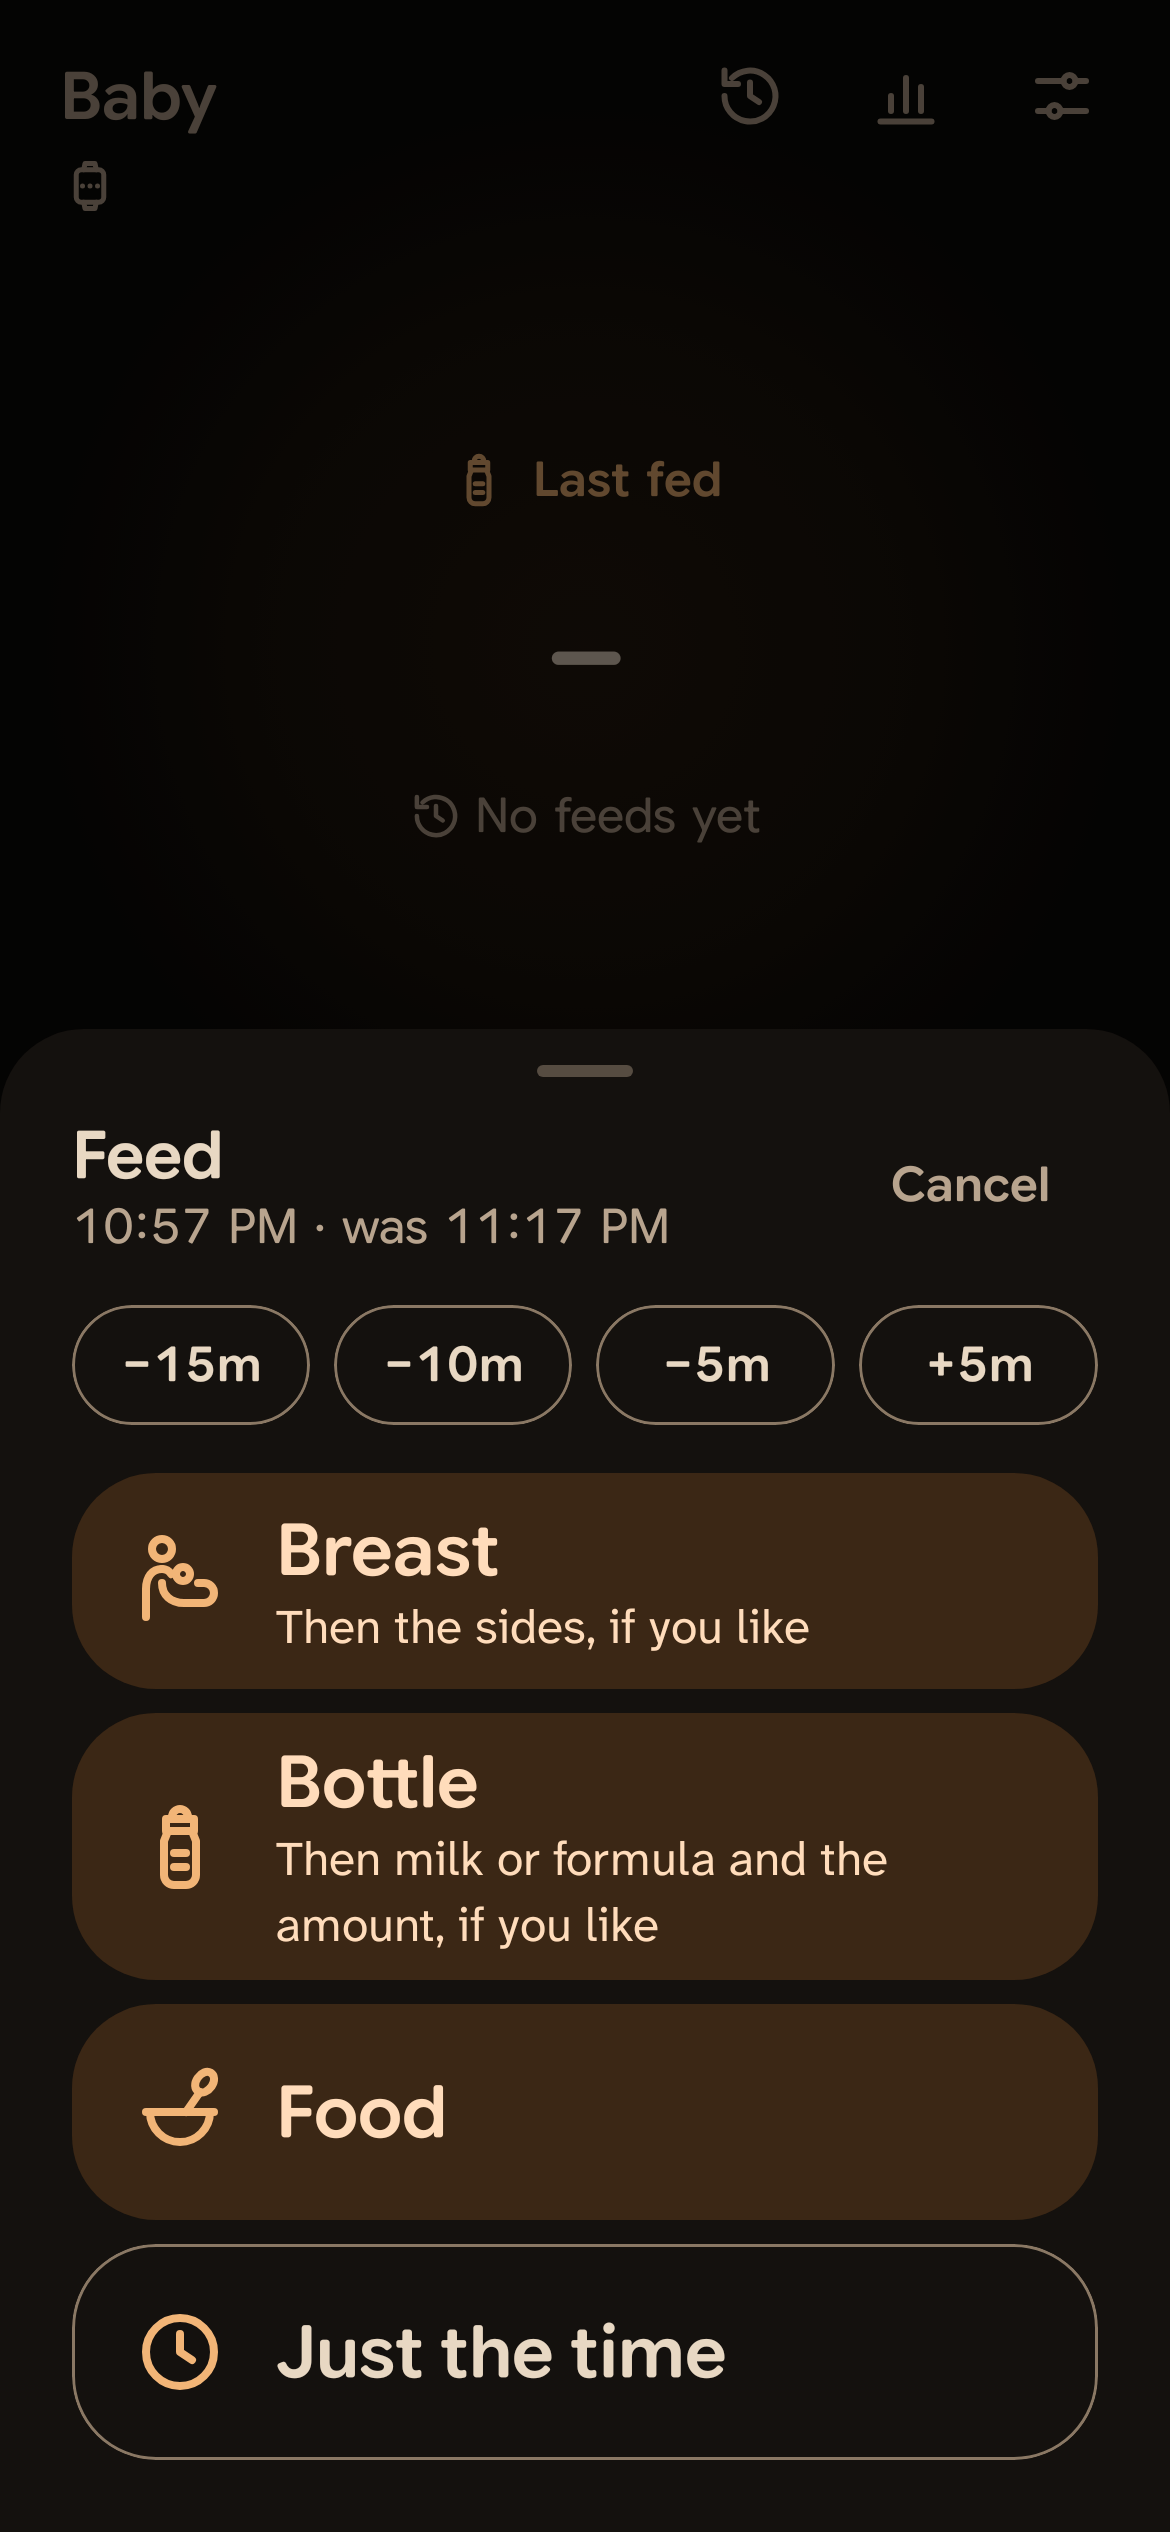 Baby
Last fed
–
No feeds yet
Feed
Cancel
10:57 PM · was 11:17 PM
−15m
−10m
−5m
+5m
Breast
Then the sides, if you like
Bottle
Then milk or formula and the
amount, if you like
Food
Just the time